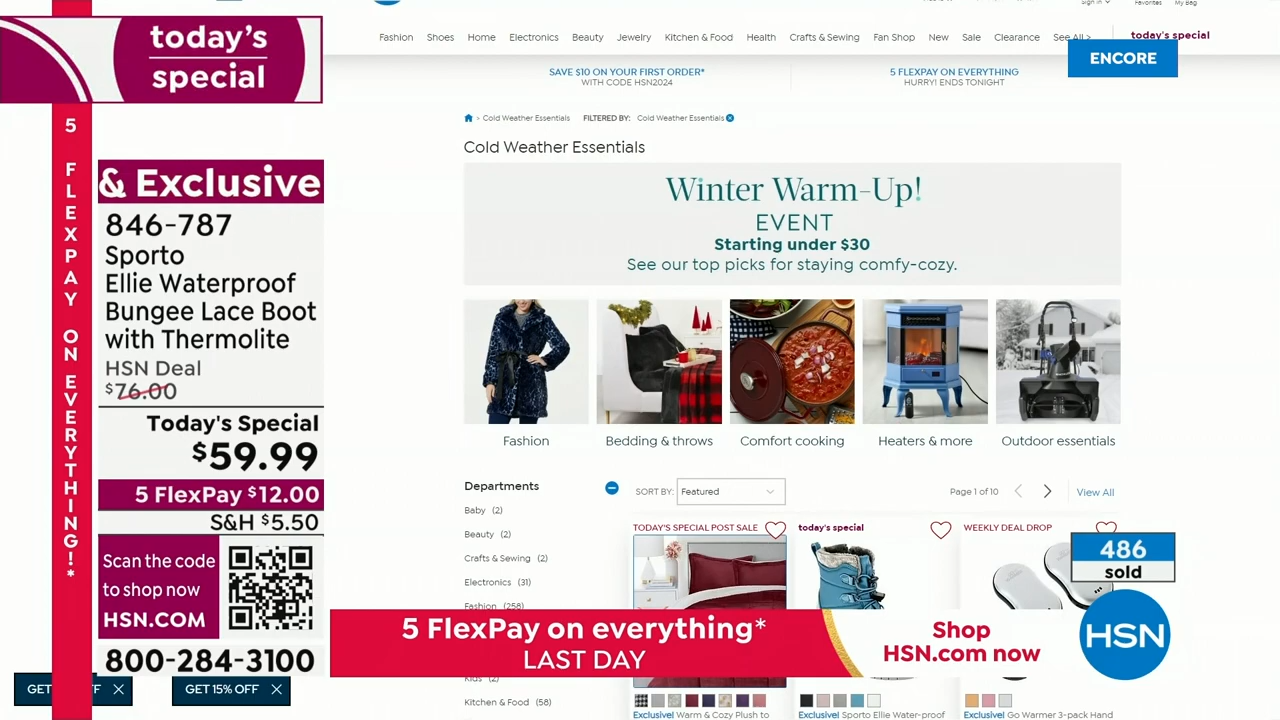 today's
special
5 FLEXPAY ON EVERYTHING!*
& Exclusive
846-787
Sporto
Ellie Waterproof
Bungee Lace Boot
with Thermolite
HSN Deal
$76.00
Today's Special
$59.99
5 FlexPay $12.00
S&H $5.50
Scan the code
to shop now
HSN.COM
800-284-3100
GET
FF
GET 15% OFF
Sign in
Favorites
My Bag
Fashion Shoes Home Electronics Beauty Jewelry Kitchen & Food Health Crafts & Sewing Fan Shop New Sale Clearance See All >
today's special
ENCORE
SAVE $10 ON YOUR FIRST ORDER*
WITH CODE HSN2024
5 FLEXPAY ON EVERYTHING
HURRY! ENDS TONIGHT
> Cold Weather Essentials FILTERED BY: Cold Weather Essentials
Cold Weather Essentials
Winter Warm-Up!
EVENT
Starting under $30
See our top picks for staying comfy-cozy.
Fashion
Bedding & throws
Comfort cooking
Heaters & more
Outdoor essentials
Departments
Baby (2)
Beauty (2)
Crafts & Sewing (2)
Electronics (31)
Fashion (258)
Kids (2)
Kitchen & Food (58)
SORT BY: Featured
Page 1 of 10
View All
TODAY'S SPECIAL POST SALE
today's special
WEEKLY DEAL DROP
486
sold
5 FlexPay on everything*
LAST DAY
Shop
HSN.com now
HSN
Exclusive! Warm & Cozy Plush to
Exclusive! Sporto Ellie Water-proof
Exclusive! Go Warmer 3-pack Hand